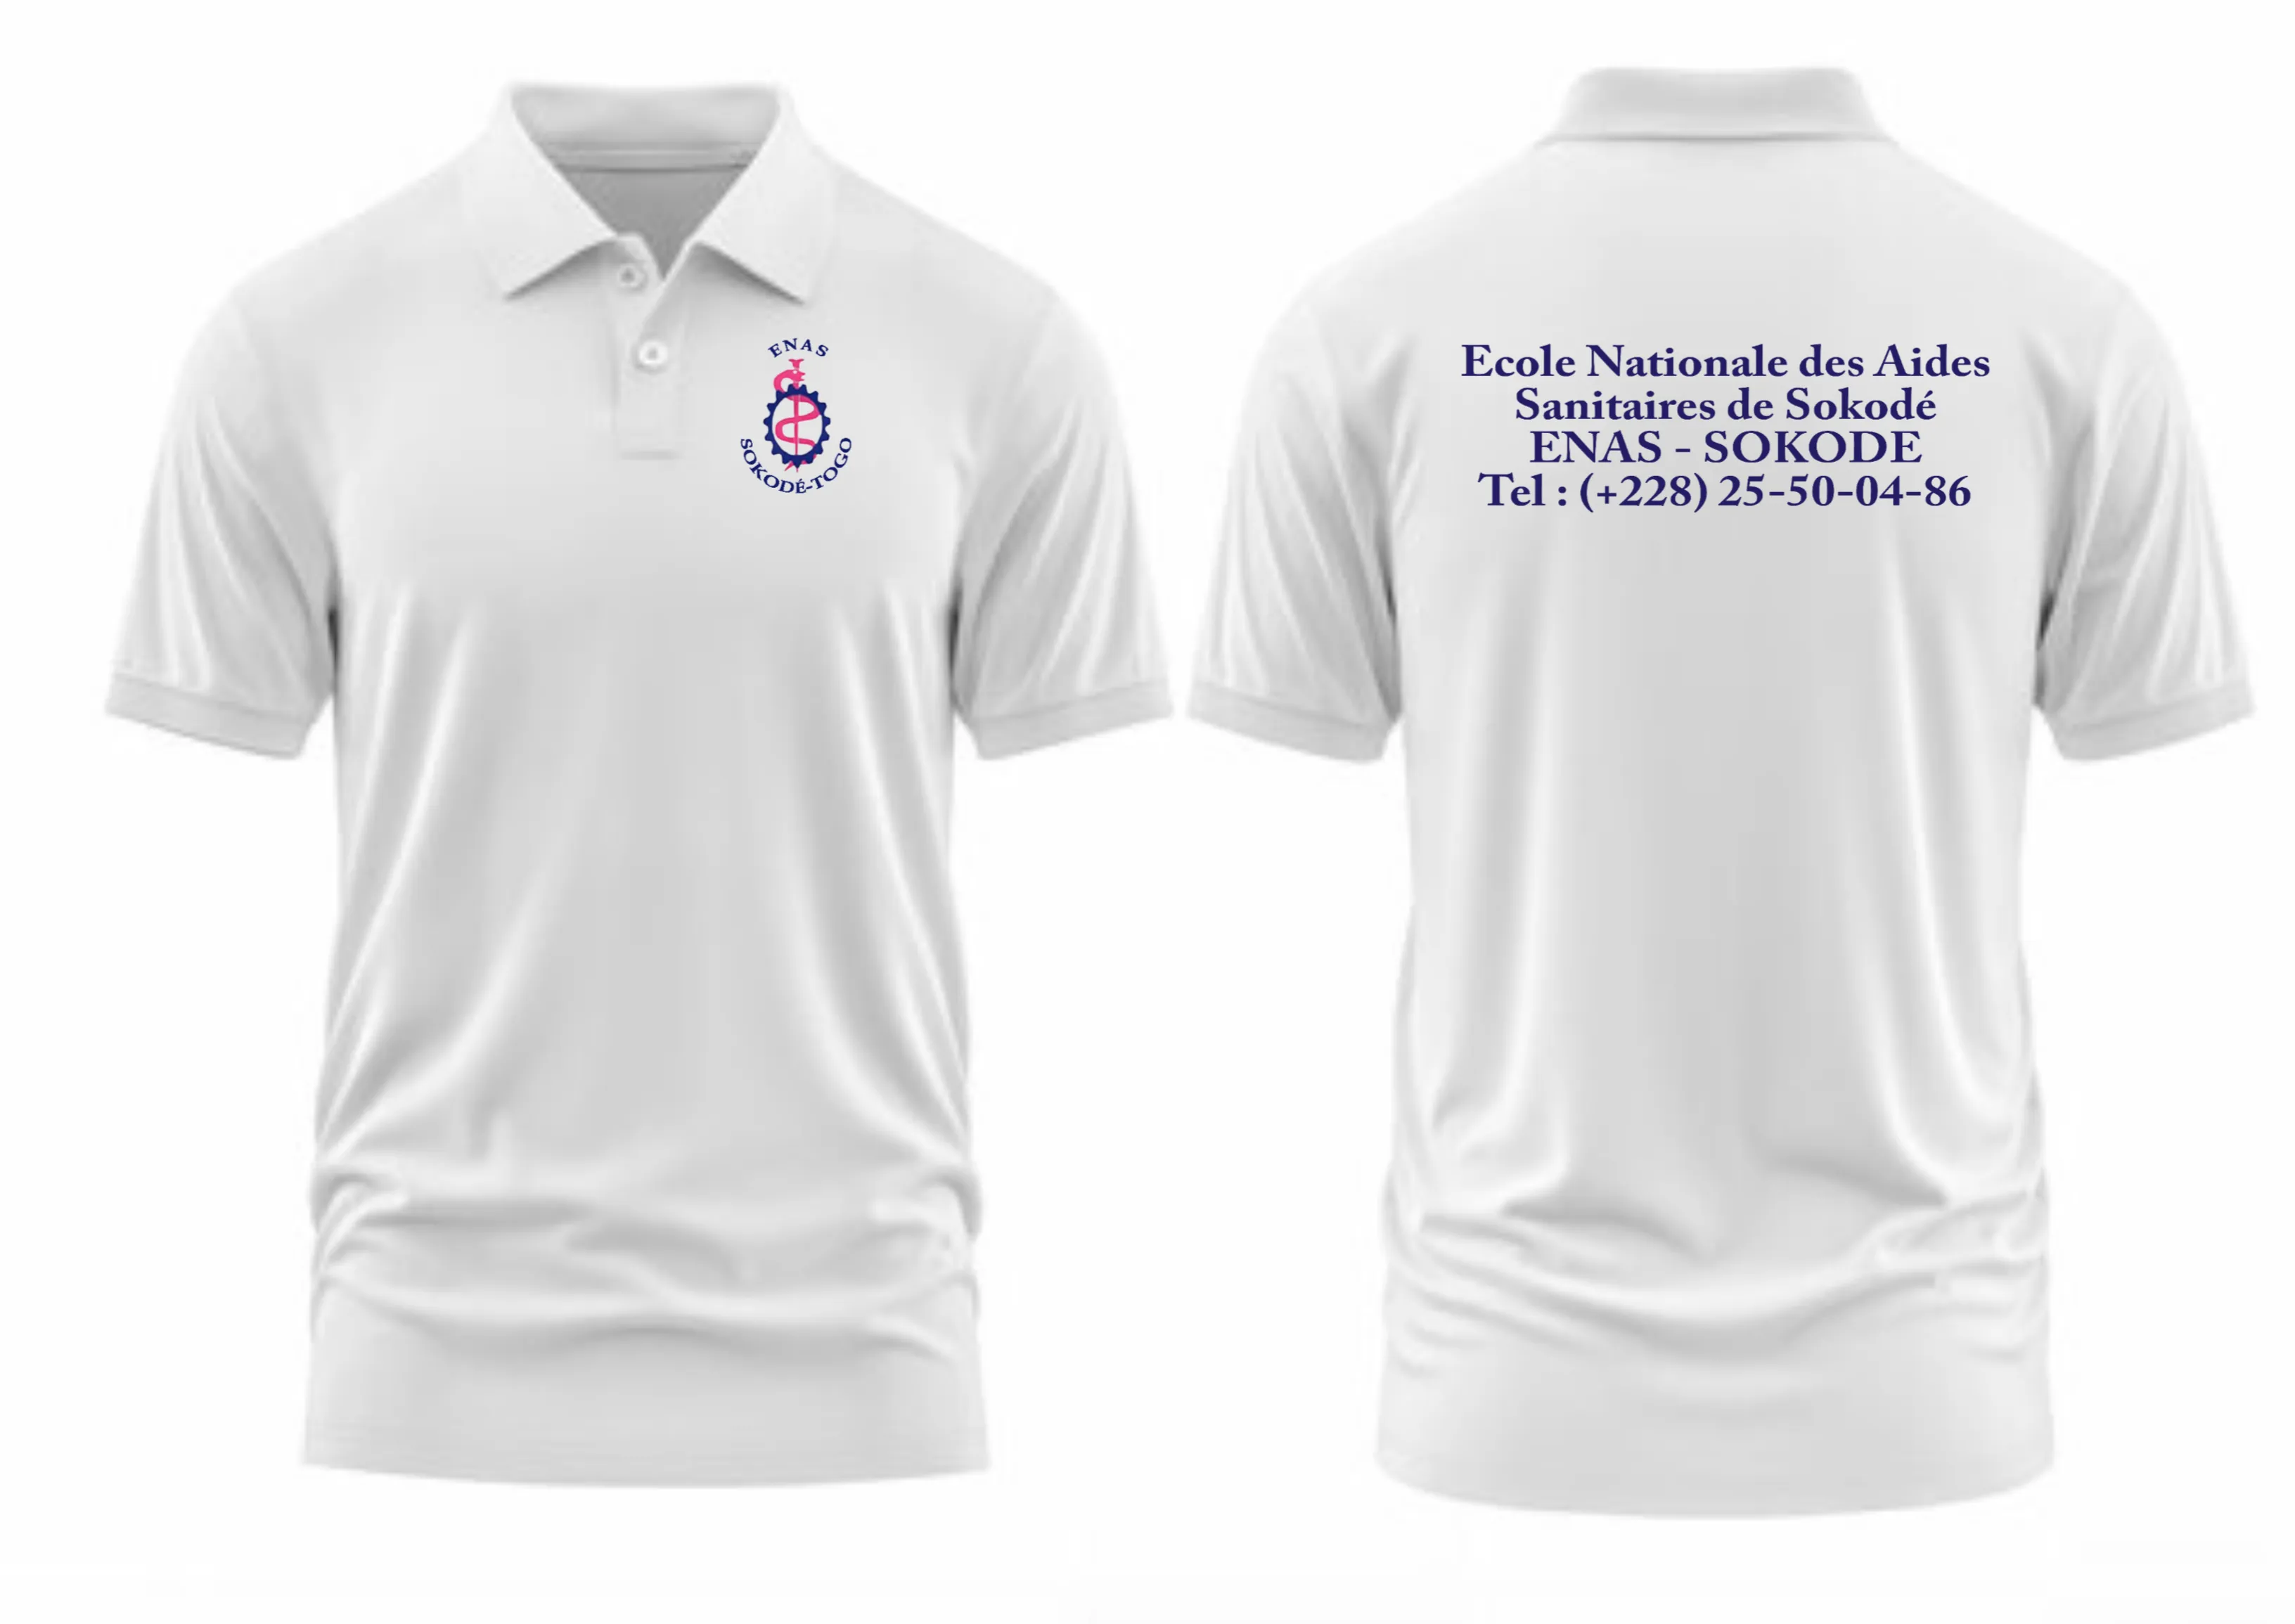 ENAS
SOKODÉ-TOGO
Ecole Nationale des Aides
Sanitaires de Sokodé
ENAS - SOKODE
Tel : (+228) 25-50-04-86